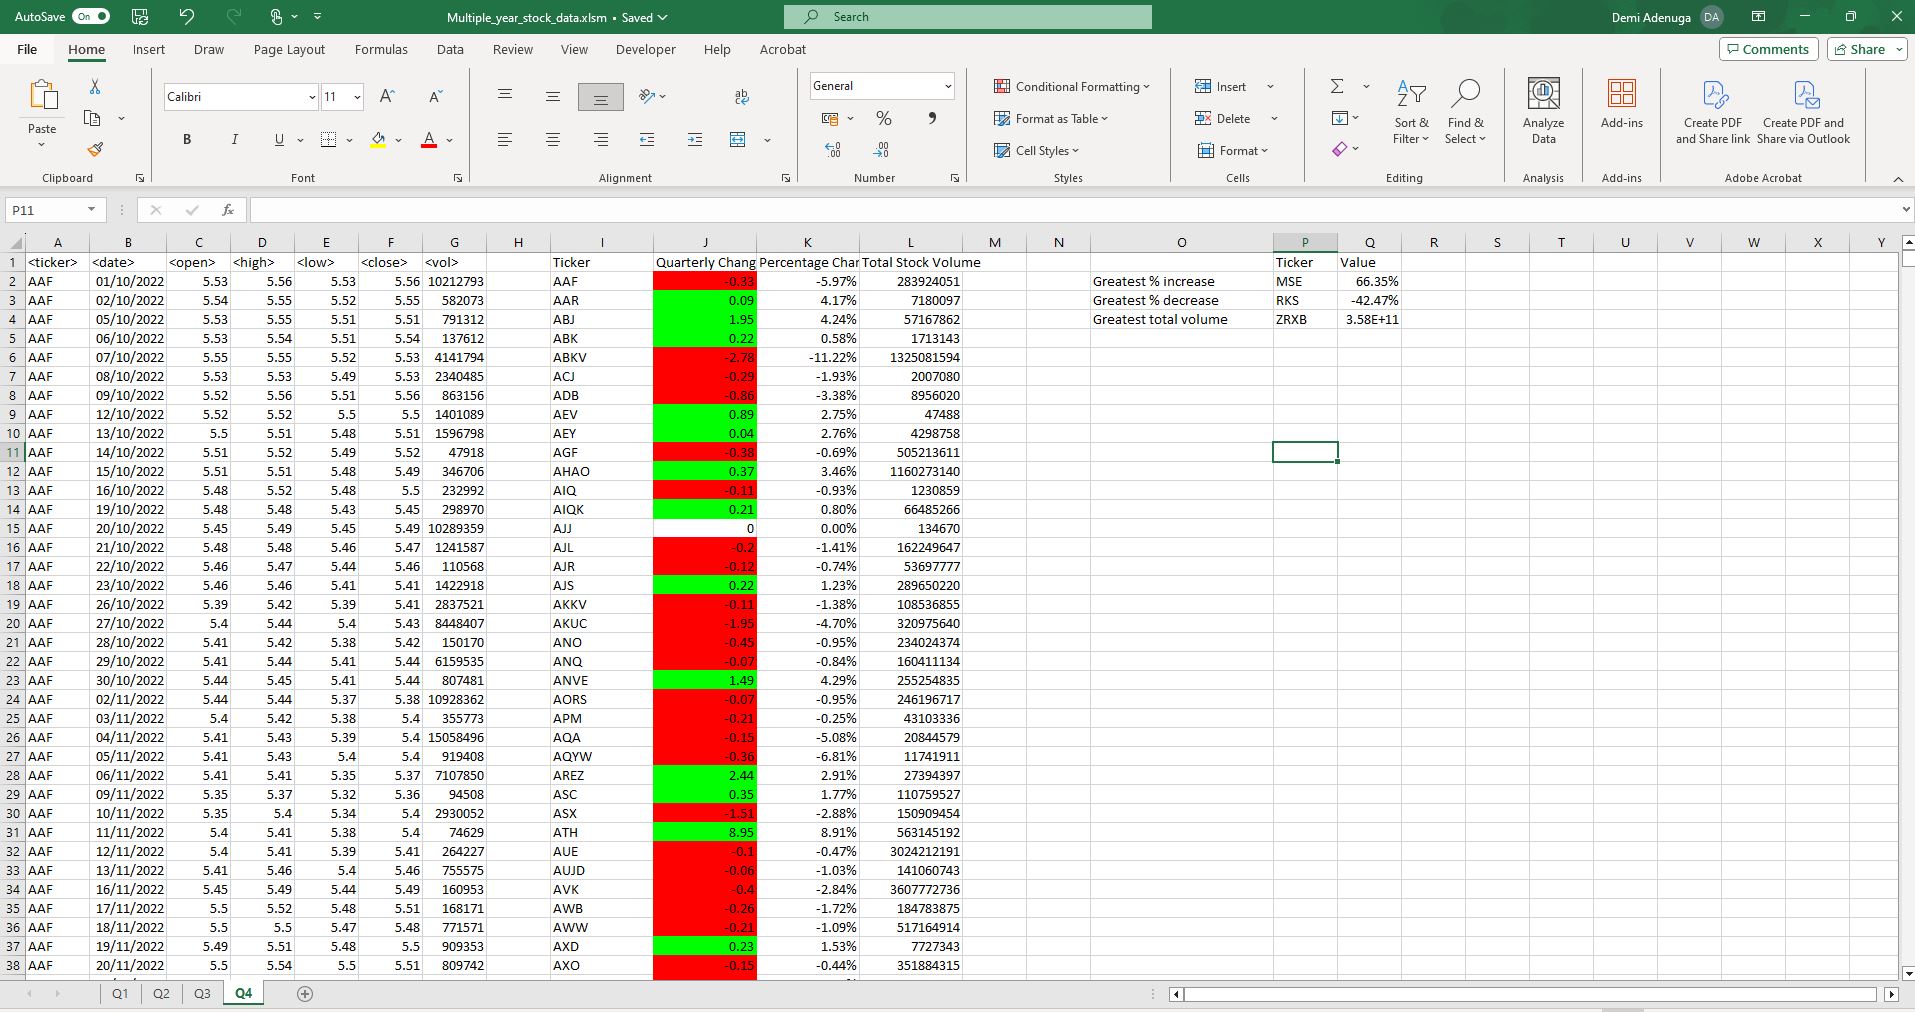 AutoSave On Multiple_year_stock_data.xlsm • Saved Search Demi Adenuga DA
File Home Insert Draw Page Layout Formulas Data Review View Developer Help Acrobat Comments Share
Paste
Clipboard
Calibri 11
B I U A
Font
ab
Alignment
General
% 9
Number
Conditional Formatting
Format as Table
Cell Styles
Styles
Insert
Delete
Format
Cells
Sort & Filter
Find & Select
Editing
Analyze Data
Analysis
Add-ins
Add-ins
Create PDF and Share link
Create PDF and Share via Outlook
Adobe Acrobat
P11 fx
A B C D E F G H I J K L M N O P Q R S T U V W X Y
1 <ticker> <date> <open> <high> <low> <close> <vol> Ticker Quarterly Chang Percentage Char Total Stock Volume Ticker Value
2 AAF 01/10/2022 5.53 5.56 5.53 5.56 10212793 AAF -0.33 -5.97% 283924051 Greatest % increase MSE 66.35%
3 AAF 02/10/2022 5.54 5.55 5.52 5.55 582073 AAR 0.09 4.17% 7180097 Greatest % decrease RKS -42.47%
4 AAF 05/10/2022 5.53 5.55 5.51 5.51 791312 ABJ 1.95 4.24% 57167862 Greatest total volume ZRXB 3.58E+11
5 AAF 06/10/2022 5.53 5.54 5.51 5.54 137612 ABK 0.22 0.58% 1713143
6 AAF 07/10/2022 5.55 5.55 5.52 5.53 4141794 ABKV -2.78 -11.22% 1325081594
7 AAF 08/10/2022 5.53 5.53 5.49 5.53 2340485 ACJ -0.29 -1.93% 2007080
8 AAF 09/10/2022 5.52 5.56 5.51 5.56 863156 ADB -0.86 -3.38% 8956020
9 AAF 12/10/2022 5.52 5.52 5.5 5.5 1401089 AEV 0.89 2.75% 47488
10 AAF 13/10/2022 5.5 5.51 5.48 5.51 1596798 AEY 0.04 2.76% 4298758
11 AAF 14/10/2022 5.51 5.52 5.49 5.52 47918 AGF -0.38 -0.69% 505213611
12 AAF 15/10/2022 5.51 5.51 5.48 5.49 346706 AHAO 0.37 3.46% 1160273140
13 AAF 16/10/2022 5.48 5.52 5.48 5.5 232992 AIQ -0.11 -0.93% 1230859
14 AAF 19/10/2022 5.48 5.48 5.43 5.45 298970 AIQK 0.21 0.80% 66485266
15 AAF 20/10/2022 5.45 5.49 5.45 5.49 10289359 AJJ 0 0.00% 134670
16 AAF 21/10/2022 5.48 5.48 5.46 5.47 1241587 AJL -0.2 -1.41% 162249647
17 AAF 22/10/2022 5.46 5.47 5.44 5.46 110568 AJR -0.12 -0.74% 53697777
18 AAF 23/10/2022 5.46 5.46 5.41 5.41 1422918 AJS 0.22 1.23% 289650220
19 AAF 26/10/2022 5.39 5.42 5.39 5.41 2837521 AKKV -0.11 -1.38% 108536855
20 AAF 27/10/2022 5.4 5.44 5.4 5.43 8448407 AKUC -1.95 -4.70% 320975640
21 AAF 28/10/2022 5.41 5.42 5.38 5.42 150170 ANO -0.45 -0.95% 234024374
22 AAF 29/10/2022 5.41 5.44 5.41 5.44 6159535 ANQ -0.07 -0.84% 160411134
23 AAF 30/10/2022 5.44 5.45 5.41 5.44 807481 ANVE 1.49 4.29% 255254835
24 AAF 02/11/2022 5.44 5.44 5.37 5.38 10928362 AORS -0.07 -0.95% 246196717
25 AAF 03/11/2022 5.4 5.42 5.38 5.4 355773 APM -0.21 -0.25% 43103336
26 AAF 04/11/2022 5.41 5.43 5.39 5.4 15058496 AQA -0.15 -5.08% 20844579
27 AAF 05/11/2022 5.41 5.43 5.4 5.4 919408 AQYW -0.36 -6.81% 11741911
28 AAF 06/11/2022 5.41 5.41 5.35 5.37 7107850 AREZ 2.44 2.91% 27394397
29 AAF 09/11/2022 5.35 5.37 5.32 5.36 94508 ASC 0.35 1.77% 110759527
30 AAF 10/11/2022 5.35 5.4 5.34 5.4 2930052 ASX -1.51 -2.88% 150909454
31 AAF 11/11/2022 5.4 5.41 5.38 5.4 74629 ATH 8.95 8.91% 563145192
32 AAF 12/11/2022 5.4 5.41 5.39 5.41 264227 AUE -0.1 -0.47% 3024212191
33 AAF 13/11/2022 5.41 5.46 5.4 5.46 755575 AUJD -0.06 -1.03% 141060743
34 AAF 16/11/2022 5.45 5.49 5.44 5.49 160953 AVK -0.4 -2.84% 3607772736
35 AAF 17/11/2022 5.5 5.52 5.48 5.51 168171 AWB -0.26 -1.72% 184783875
36 AAF 18/11/2022 5.5 5.5 5.47 5.48 771571 AWW -0.21 -1.09% 517164914
37 AAF 19/11/2022 5.49 5.51 5.48 5.5 909353 AXD 0.23 1.53% 7727343
38 AAF 20/11/2022 5.5 5.54 5.5 5.51 809742 AXO -0.15 -0.44% 351884315
Q1 Q2 Q3 Q4